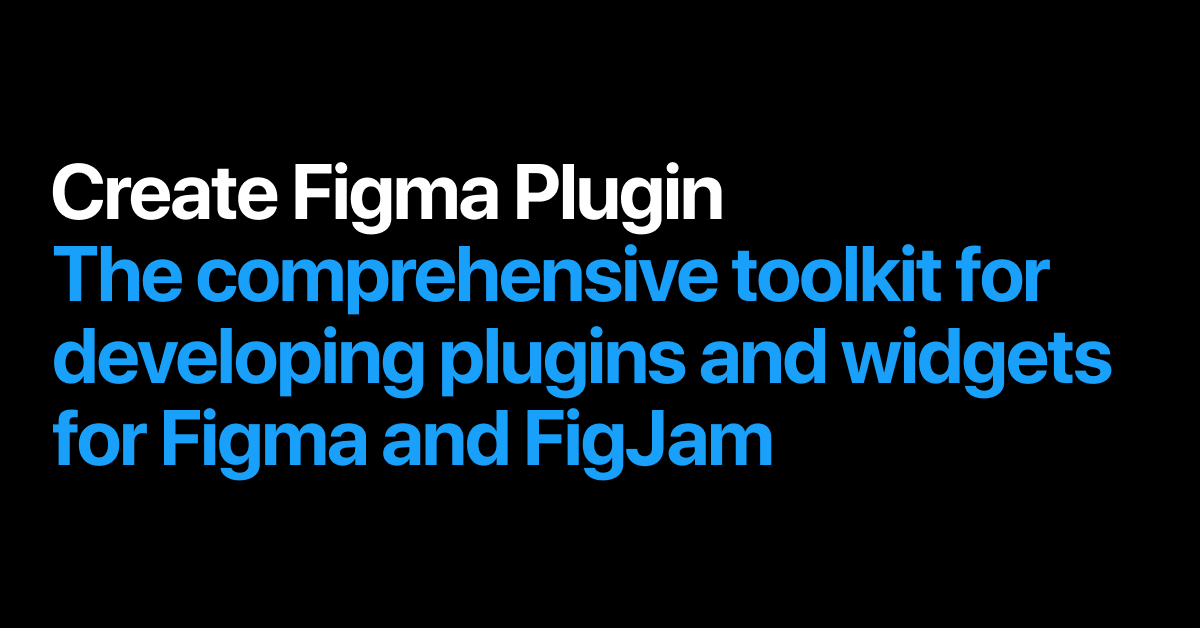 Create Figma Plugin
The comprehensive toolkit for
developing plugins and widgets
for Figma and FigJam